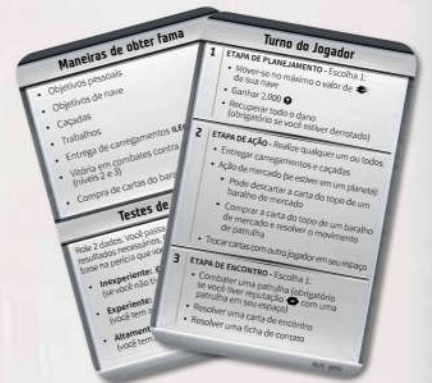 Maneiras de obter fama
• Objetivos pessoais
• Objetivos de nave
• Caçadas
• Trabalhos
• Entrega de carregamentos
• Vitória em combates contra
(níveis 2 e 3)
• Compra de cartas do
Testes de
Role 2 dados. Você passa
resultados necessários.
base na perícia que
• Inexperiente:
(se você não
• Experiente:
(você tem
(você tem
Turno do Jogador
1 ETAPA DE PLANEJAMENTO - Escolha 1:
• Mover-se no máximo o valor de
de sua nave
• Ganhar 2.000
• Recuperar todo o dano
(obrigatório se você estiver derrotado)
2 ETAPA DE AÇÃO - Realize qualquer um ou todos:
• Entregar carregamentos e caçadas
• Ação de mercado (se estiver em um planeta):
• Pode descartar a carta do topo de um
baralho de mercado
• Comprar a carta do topo de um baralho
de mercado e resolver o movimento
de patrulha
• Trocar cartas com outro jogador em seu espaço
3 ETAPA DE ENCONTRO - Escolha 1:
• Combater uma patrulha (obrigatório
se você tiver reputação com uma
patrulha em seu espaço)
• Resolver uma carta de encontro
• Resolver uma ficha de contato